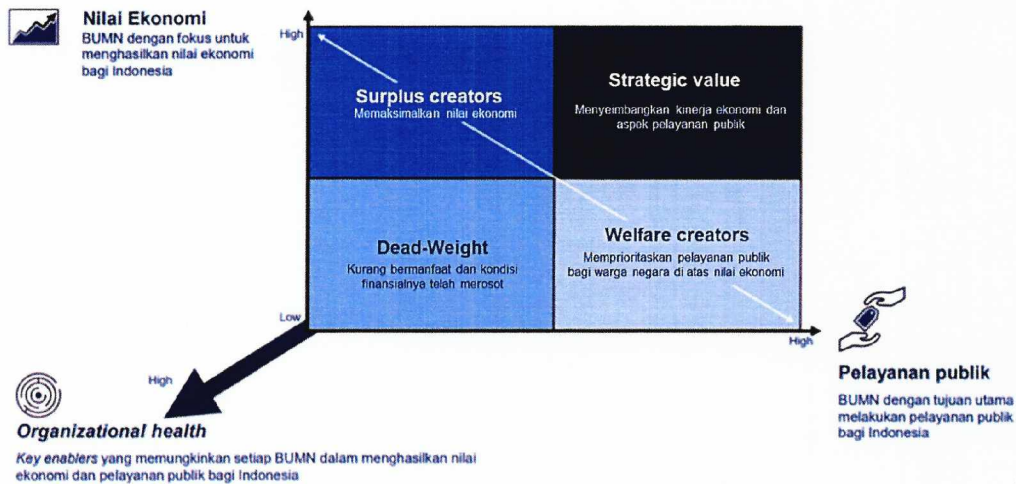 Nilai Ekonomi
BUMN dengan fokus untuk
menghasilkan nilai ekonomi
bagi Indonesia
High
Surplus creators
Memaksimalkan nilai ekonomi
Strategic value
Menyeimbangkan kinerja ekonomi dan
aspek pelayanan publik
Dead-Weight
Kurang bermanfaat dan kondisi
finansialnya telah merosot
Welfare creators
Memprioritaskan pelayanan publik
bagi warga negara di atas nilai ekonomi
Low
High
Pelayanan publik
BUMN dengan tujuan utama
melakukan pelayanan publik
bagi Indonesia
High
Organizational health
Key enablers yang memungkinkan setiap BUMN dalam menghasilkan nilai
ekonomi dan pelayanan publik bagi Indonesia